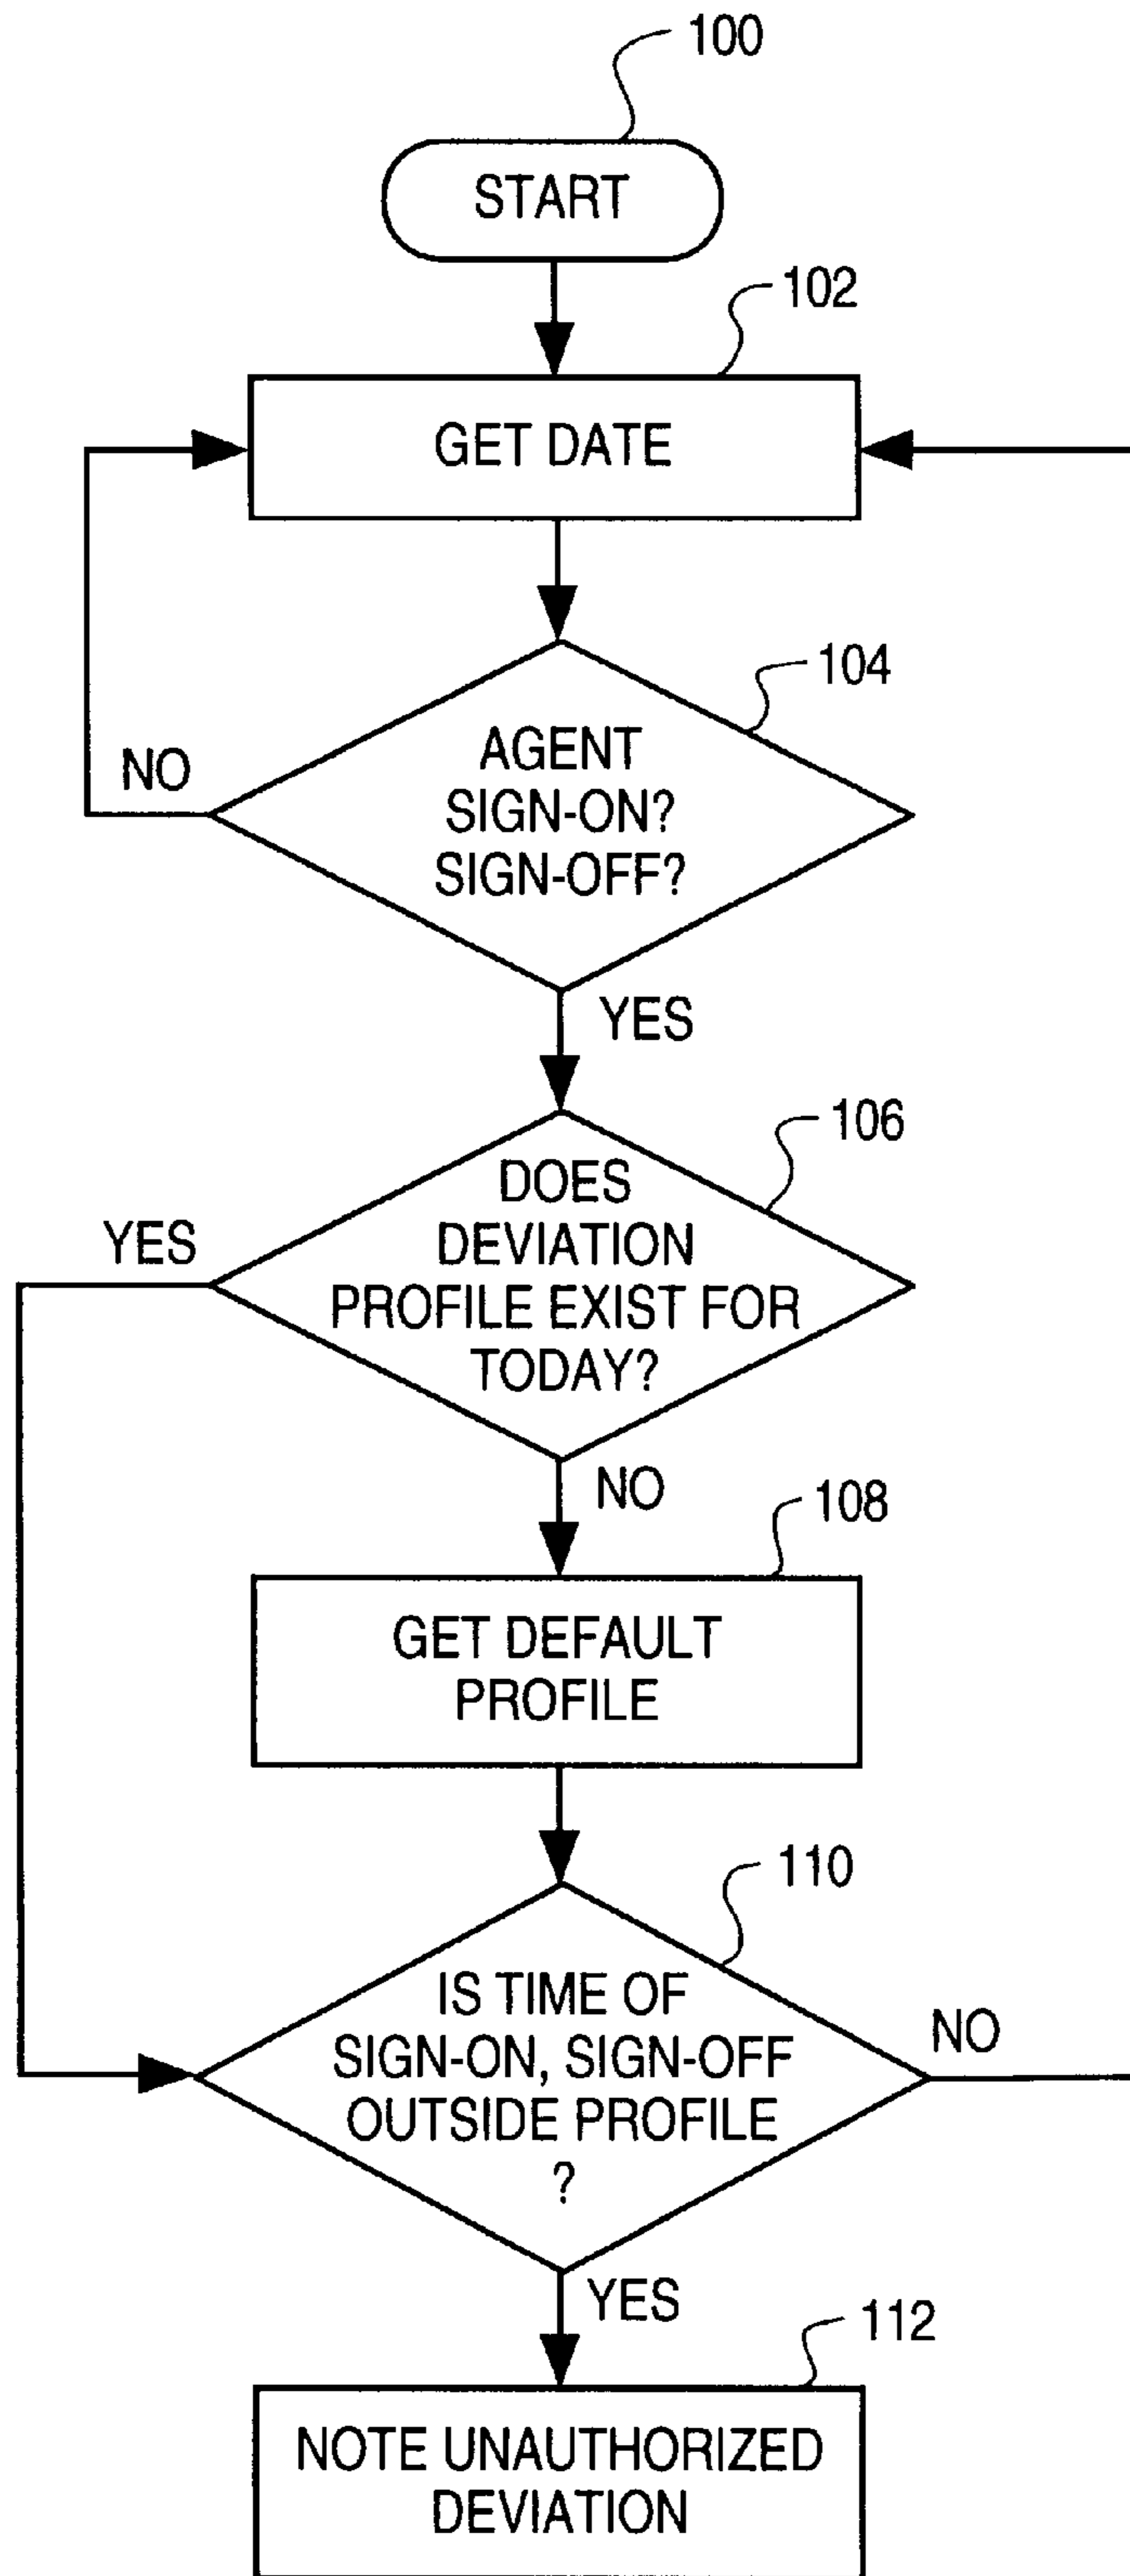 100
START
102
GET DATE
104
AGENT
SIGN-ON?
SIGN-OFF?
NO
YES
106
DOES
DEVIATION
PROFILE EXIST FOR
TODAY?
YES
NO
108
GET DEFAULT
PROFILE
110
IS TIME OF
SIGN-ON, SIGN-OFF
OUTSIDE PROFILE
?
NO
YES
112
NOTE UNAUTHORIZED
DEVIATION